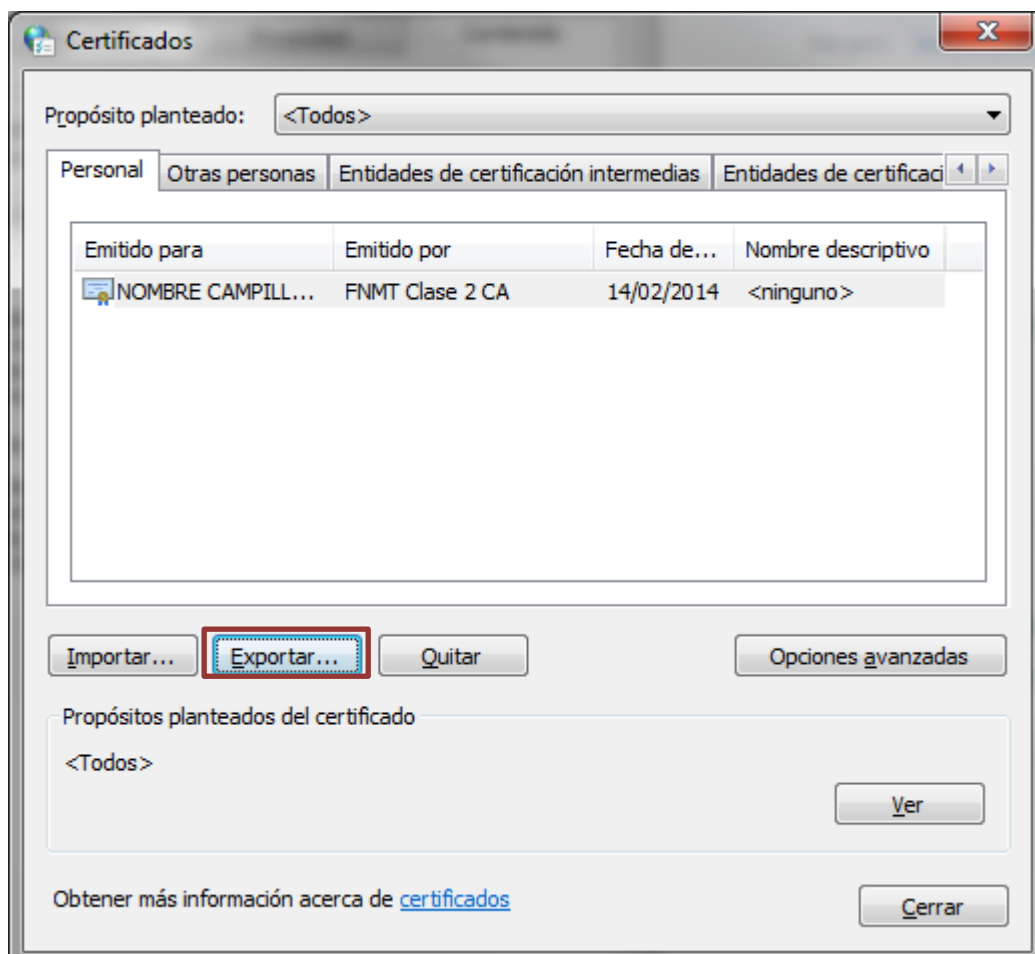 Certificados
Propósito planteado: <Todos>
Personal Otras personas Entidades de certificación intermedias Entidades de certificaci
Emitido para Emitido por Fecha de... Nombre descriptivo
NOMBRE CAMPILL... FNMT Clase 2 CA 14/02/2014 <ninguno>
Importar... Exportar... Quitar Opciones avanzadas
Propósitos planteados del certificado
<Todos>
Ver
Obtener más información acerca de certificados
Cerrar